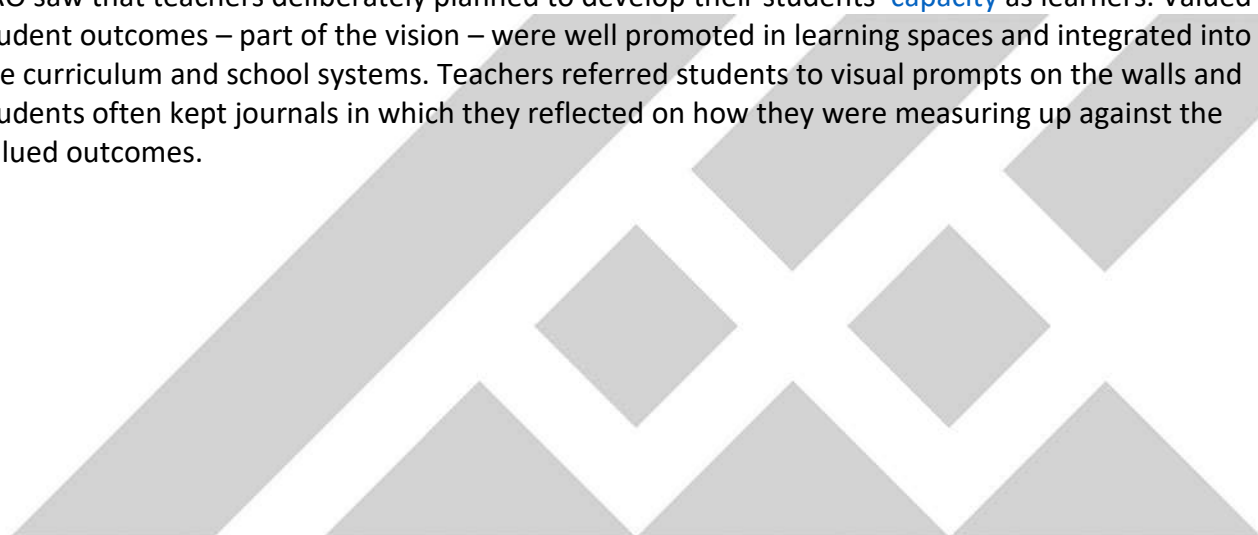 saw that teachers deliberately planned to develop their students' capacity as learners. Valued
udent outcomes – part of the vision – were well promoted in learning spaces and integrated into
e curriculum and school systems. Teachers referred students to visual prompts on the walls and
udents often kept journals in which they reflected on how they were measuring up against the
lued outcomes.